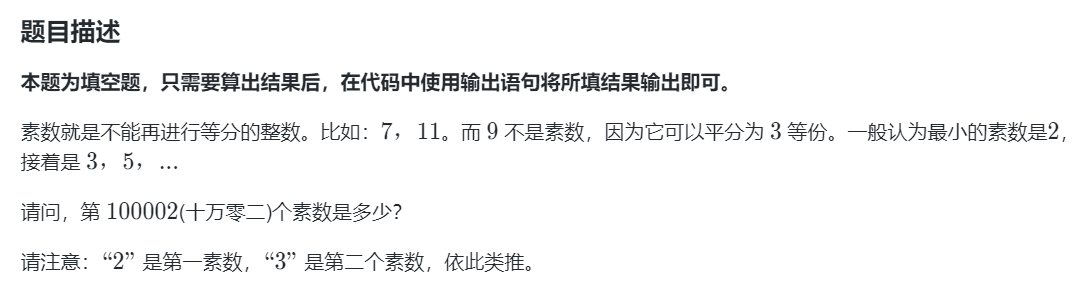 题目描述
本题为填空题，只需要算出结果后，在代码中使用输出语句将所填结果输出即可。
素数就是不能再进行等分的整数。比如：7，11。而 9 不是素数，因为它可以平分为 3 等份。一般认为最小的素数是2，
接着是 3，5，...
请问，第 100002(十万零二)个素数是多少?
请注意：“2” 是第一素数，“3” 是第二个素数，依此类推。